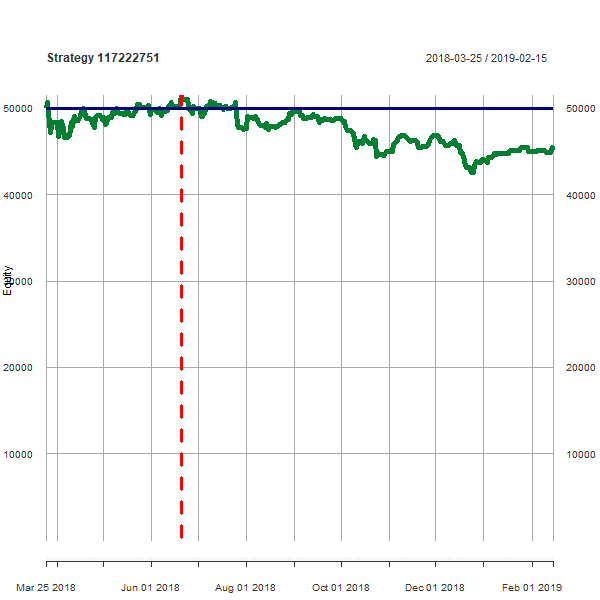 Strategy 117222751
2018-03-25 / 2019-02-15
50000
50000
40000
40000
Equity
30000
30000
20000
20000
10000
10000
Mar 25 2018
Jun 01 2018
Aug 01 2018
Oct 01 2018
Dec 01 2018
Feb 01 2019